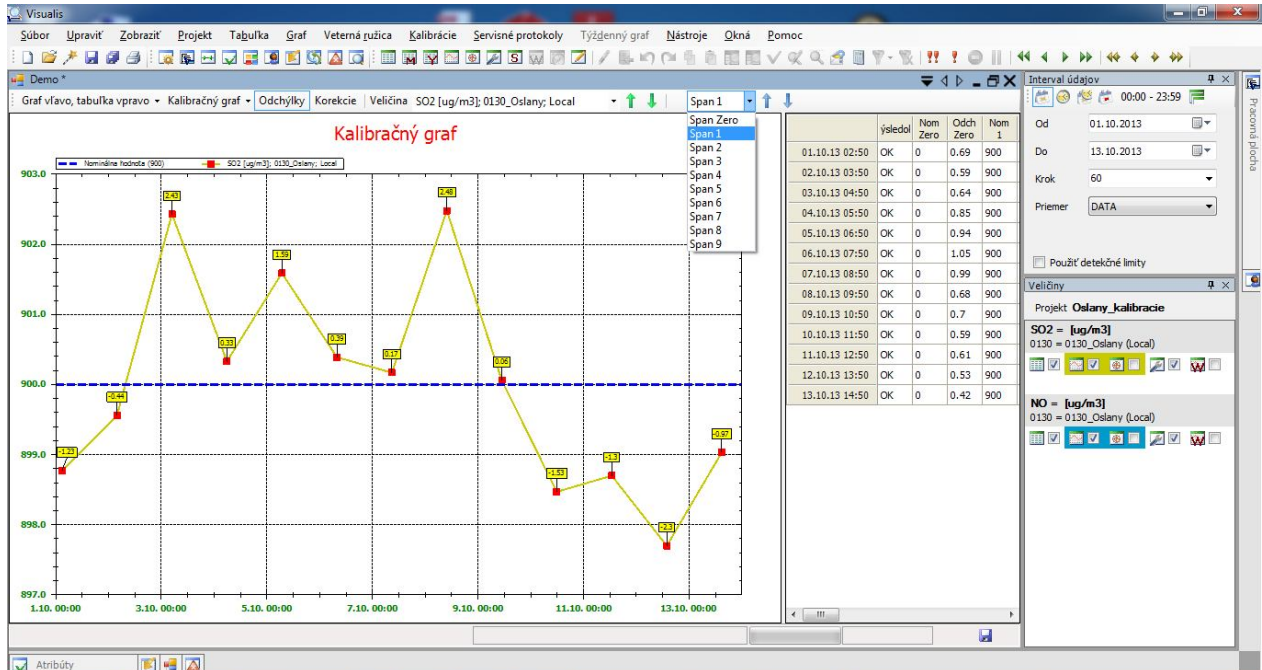 Visualis
Súbor Upraviť Zobraziť Projekt Tabuľka Graf Veterná ružica Kalibrácie Servisné protokoly Týždenný graf Nástroje Okná Pomoc
Demo *
Graf vľavo, tabuľka vpravo Kalibračný graf Odchýlky Korekcie Veličina SO2 [ug/m3]; 0130_Oslany; Local Span 1
Span Zero
Span 1
Span 2
Span 3
Span 4
Span 5
Span 6
Span 7
Span 8
Span 9
Kalibračný graf
Nominálna hodnota (900) SO2 [ug/m3]; 0130_Oslany; Local
903.0
902.0
901.0
900.0
899.0
898.0
897.0
-1.23
-0.44
2.43
0.33
1.59
0.39
0.17
2.48
0.06
-1.53
-1.3
-2.3
-0.97
1.10. 00:00 3.10. 00:00 5.10. 00:00 7.10. 00:00 9.10. 00:00 11.10. 00:00 13.10. 00:00
ýsledol Nom Zero Odch Zero Nom 1
01.10.13 02:50 OK 0 0.69 900
02.10.13 03:50 OK 0 0.59 900
03.10.13 04:50 OK 0 0.64 900
04.10.13 05:50 OK 0 0.85 900
05.10.13 06:50 OK 0 0.94 900
06.10.13 07:50 OK 0 1.05 900
07.10.13 08:50 OK 0 0.99 900
08.10.13 09:50 OK 0 0.68 900
09.10.13 10:50 OK 0 0.7 900
10.10.13 11:50 OK 0 0.59 900
11.10.13 12:50 OK 0 0.61 900
12.10.13 13:50 OK 0 0.53 900
13.10.13 14:50 OK 0 0.42 900
Interval údajov
00:00 - 23:59
Od 01.10.2013
Do 13.10.2013
Krok 60
Priemer DATA
Použiť detekčné limity
Veličiny
Projekt Oslany_kalibracie
SO2 = [ug/m3]
0130 = 0130_Oslany (Local)
NO = [ug/m3]
0130 = 0130_Oslany (Local)
Pracovná plocha
Atribúty